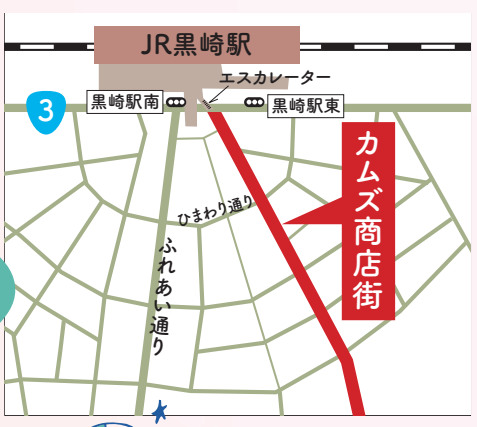 JR黒崎駅
エスカレーター
黒崎駅南
黒崎駅東
3
カムズ商店街
ひまわり通り
ふれあい通り